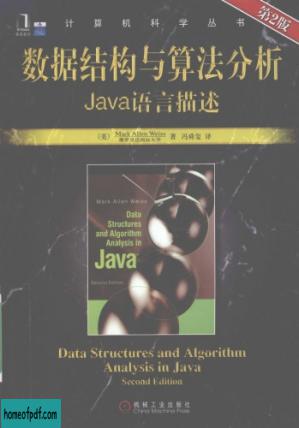 计算机科学丛书
第2版
数据结构与算法分析
Java语言描述
(美) Mark Allen Weiss 著 冯舜玺 译
Mark Allen Weiss
Data
Structures
and Algorithm
Analysis in
Java
Second Edition
Data Structures and Algorithm
Analysis in Java
Second Edition
机械工业出版社
China Machine Press
homeofpdf.com
homeofpdf.com